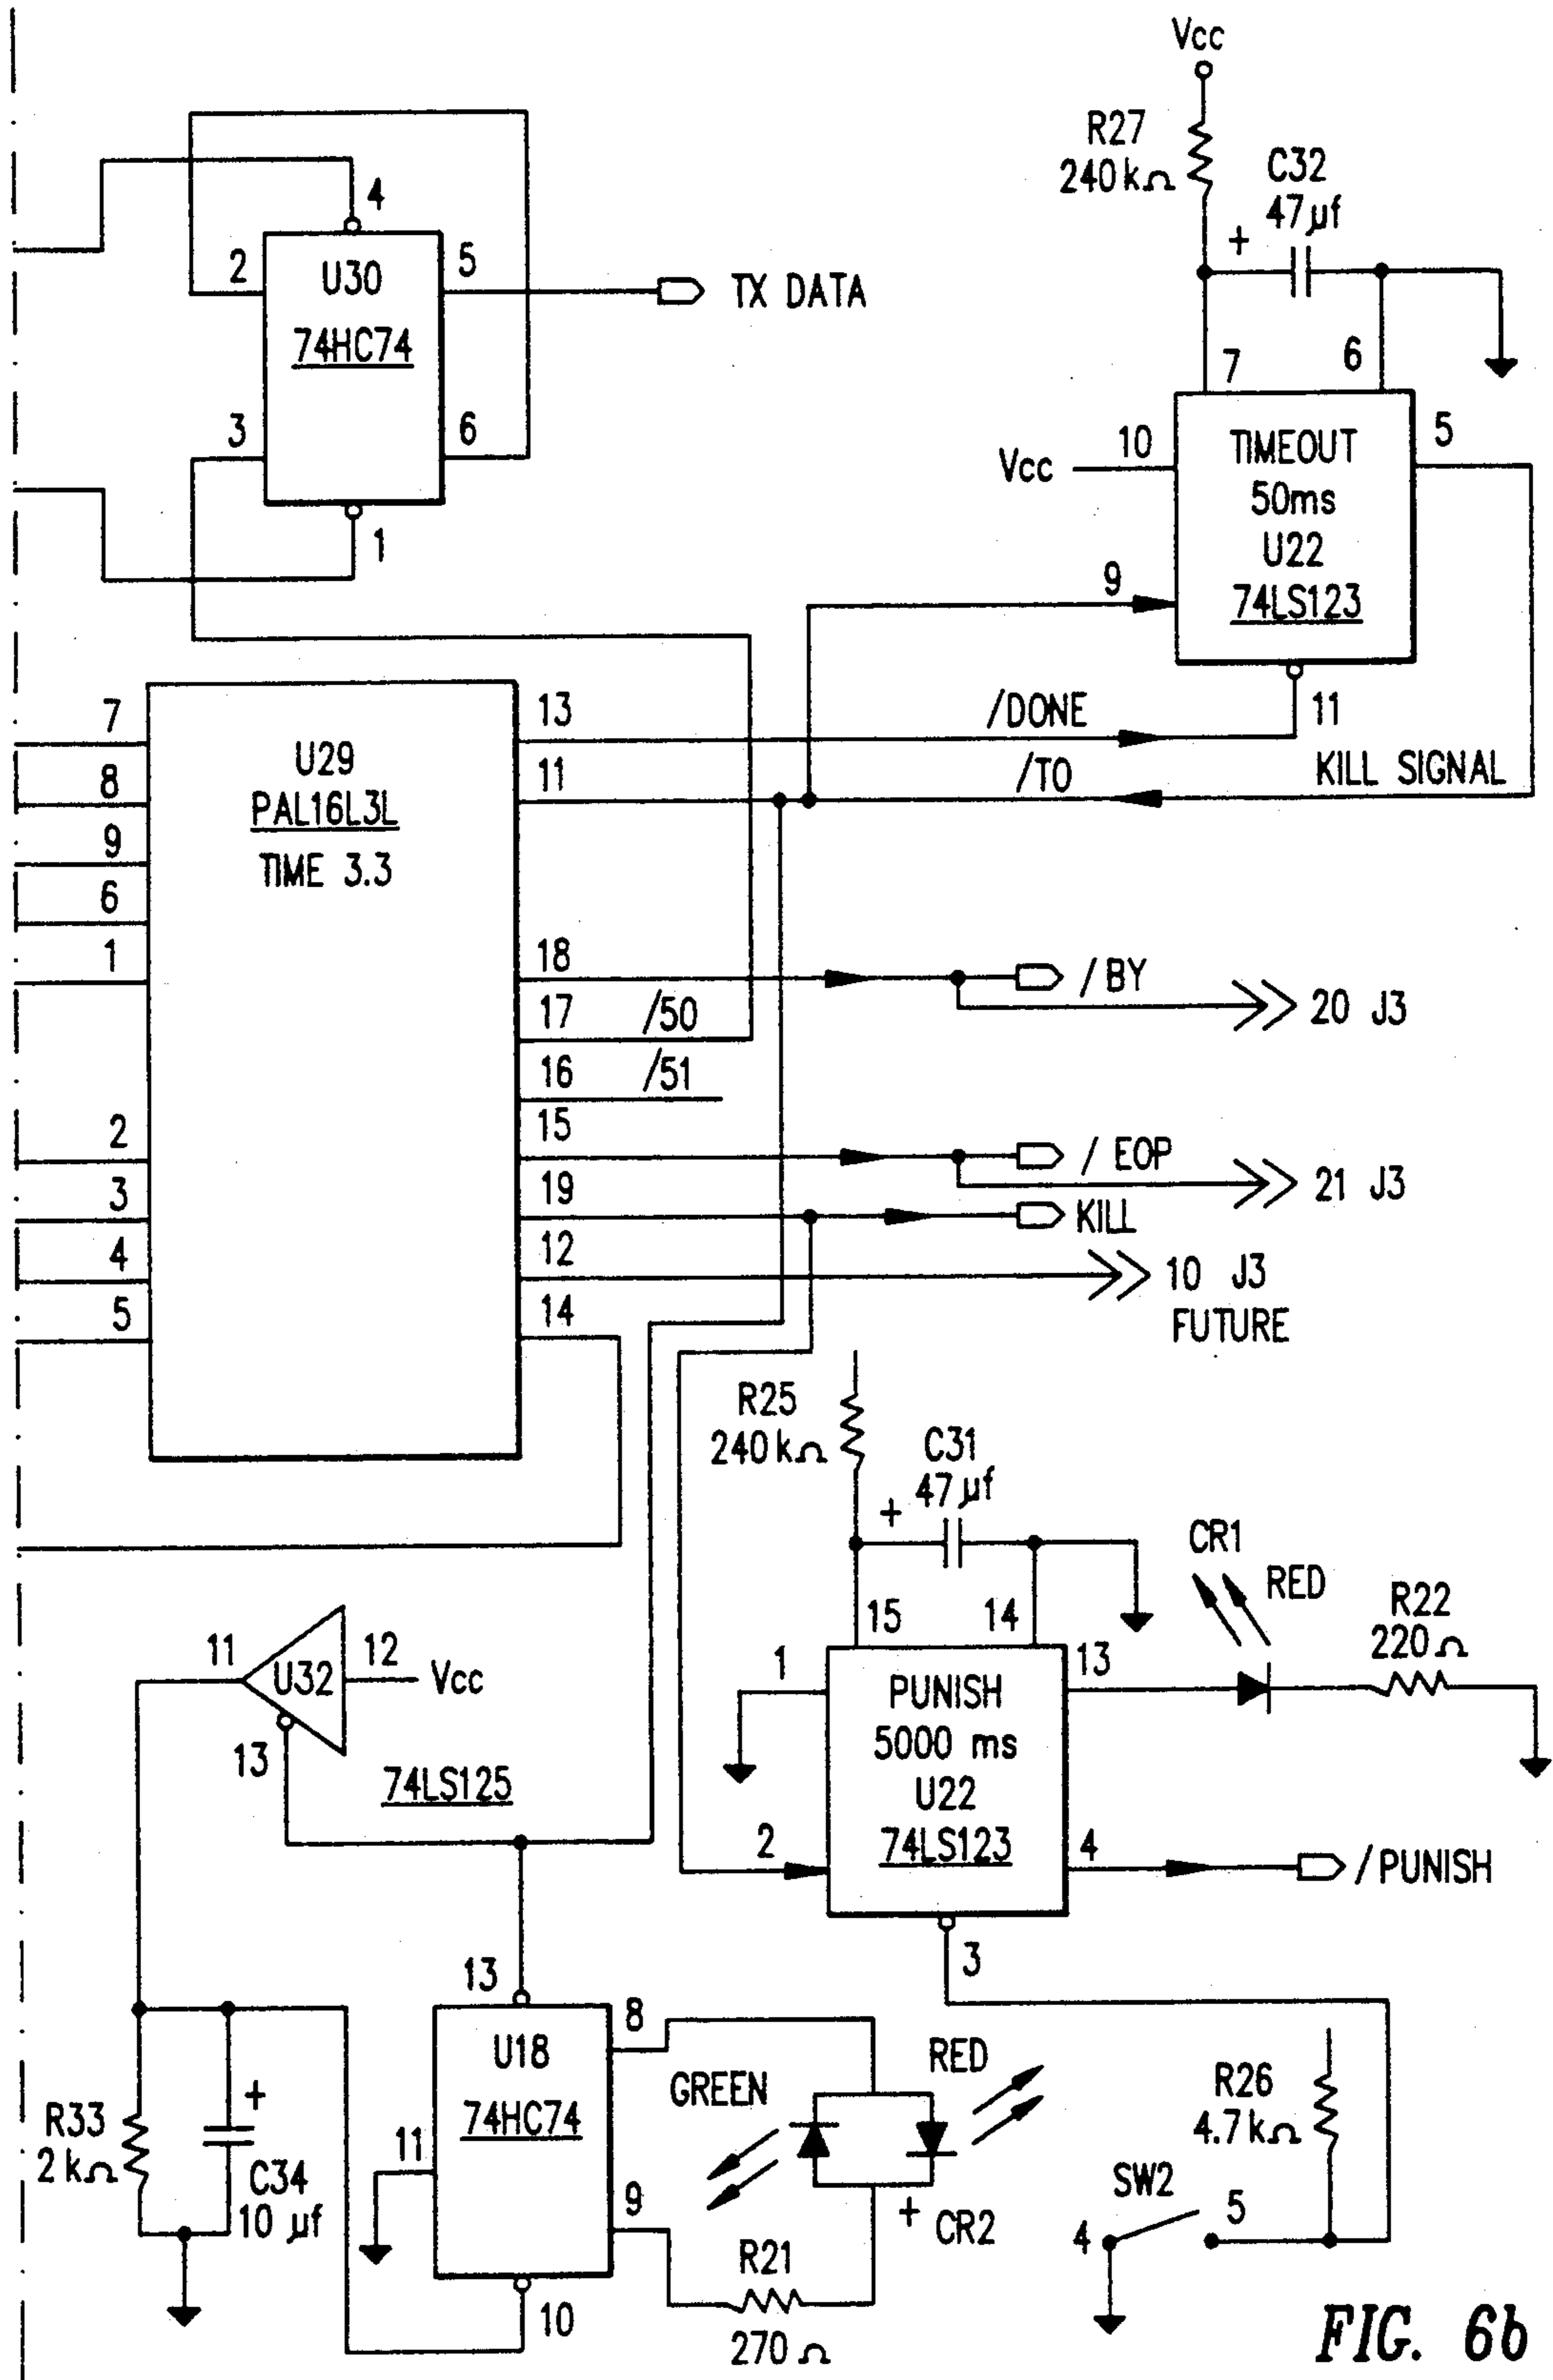 Vcc
R27
240kΩ
C32
47μf
+
4
2
U30
74HC74
5
TX DATA
3
6
1
7
6
10
Vcc
TIMEOUT
50ms
U22
74LS123
5
9
11
7
8
9
6
1
2
3
4
5
U29
PAL16L3L
TIME 3.3
13
/DONE
11
/TO
KILL SIGNAL
18
/BY
20 J3
17
/50
16
/51
15
/ EOP
21 J3
19
KILL
12
10 J3
FUTURE
14
R25
240kΩ
C31
47μf
+
CR1
RED
R22
220Ω
15
14
1
PUNISH
5000 ms
U22
74LS123
13
2
4
/PUNISH
3
11
U32
12
Vcc
13
74LS125
13
U18
74HC74
8
11
9
10
GREEN
RED
+
CR2
R21
270 Ω
R33
2kΩ
+
C34
10 μf
R26
4.7kΩ
SW2
4
5
FIG. 6b